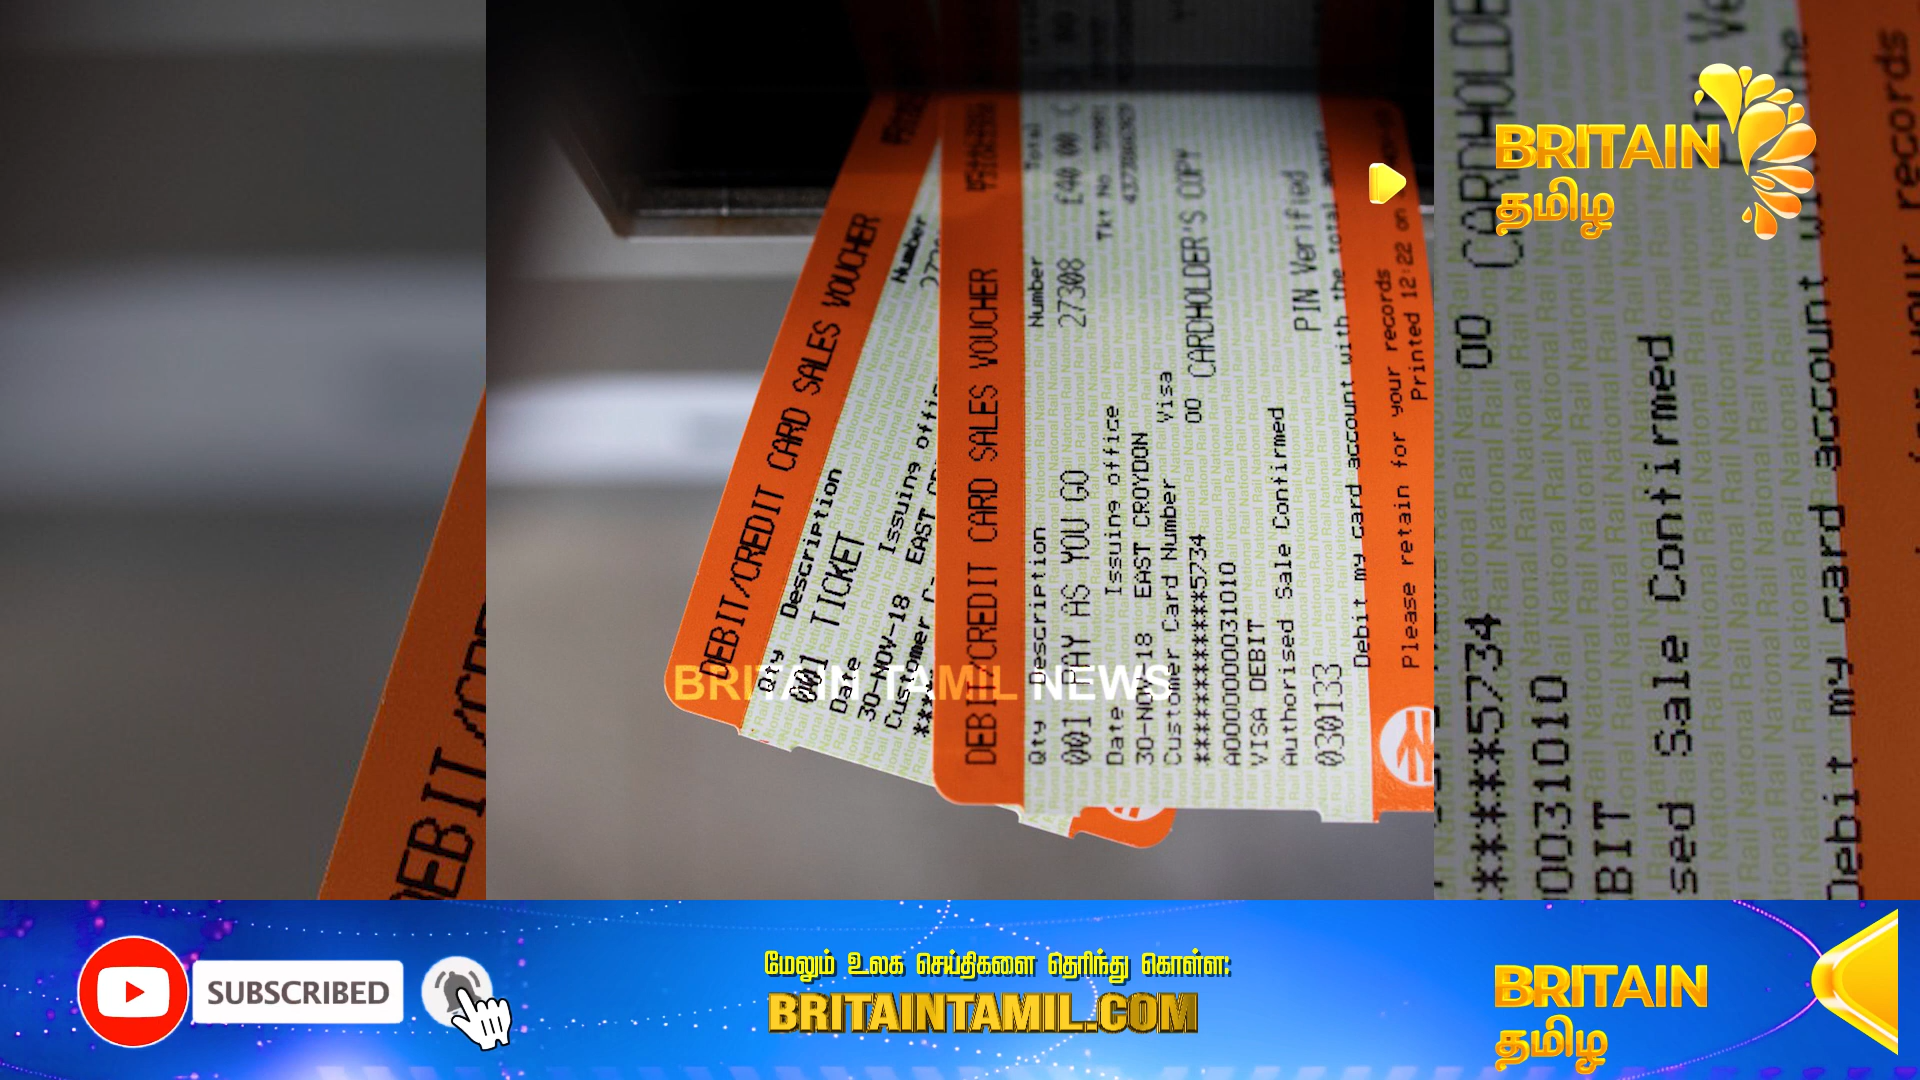 DEBIT/CREDIT CARD SALES VOUCHER
Qty Description Number
001 TICKET
Date Issuing office
30-NOV-18
Customer
DEBIT/CREDIT CARD SALES VOUCHER
Qty Description Number Total
001 PAY AS YOU GO 27308 £40.00
Date Issuing office Tkt No
30-NOV-18 EAST CROYDON
Customer Card Number Visa
************5734 00 CARDHOLDER'S COPY
A0000000031010
VISA DEBIT
Authorised Sale Confirmed PIN Verified
030133
Debit my card account with the total
Please retain for your records
Printed 12:22 on
BRITAIN TAMIL NEWS
00 CARDHOLDE
*****5734
0031010
BIT
sed Sale Confirmed
Debit my card account with the
your records
BRITAIN
தமிழ்
SUBSCRIBED
மேலும் உலக செய்திகளை தெரிந்து கொள்ள:
BRITAINTAMIL.COM
BRITAIN
தமிழ்